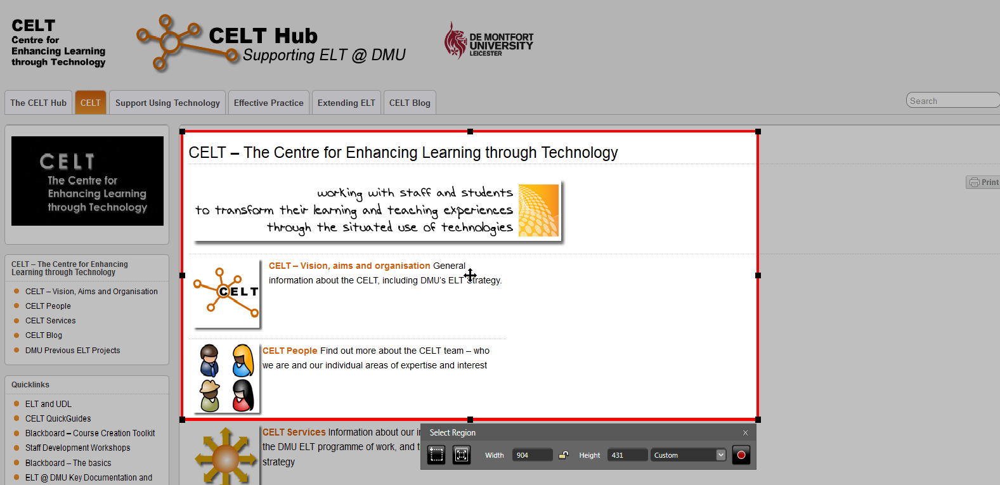 CELT
Centre for
Enhancing Learning
through Technology
CELT Hub
Supporting ELT @ DMU
DE MONTFORT
UNIVERSITY
LEICESTER
The CELT Hub
CELT
Support Using Technology
Effective Practice
Extending ELT
CELT Blog
Search
CELT
The Centre for
Enhancing Learning
through Technology
CELT – The Centre for Enhancing
Learning through Technology
CELT – Vision, Aims and Organisation
CELT People
CELT Services
CELT Blog
DMU Previous ELT Projects
Quicklinks
ELT and UDL
CELT QuickGuides
Blackboard – Course Creation Toolkit
Staff Development Workshops
Blackboard – The basics
ELT @ DMU Key Documentation and
CELT – The Centre for Enhancing Learning through Technology
Print
working with staff and students
to transform their learning and teaching experiences
through the situated use of technologies
CELT
CELT – Vision, aims and organisation General
information about the CELT, including DMU's ELT Strategy.
CELT People Find out more about the CELT team – who
we are and our individual areas of expertise and interest
CELT Services Information about our
the DMU ELT programme of work, and
strategy
Select Region
x
Width 904 Height 431 Custom